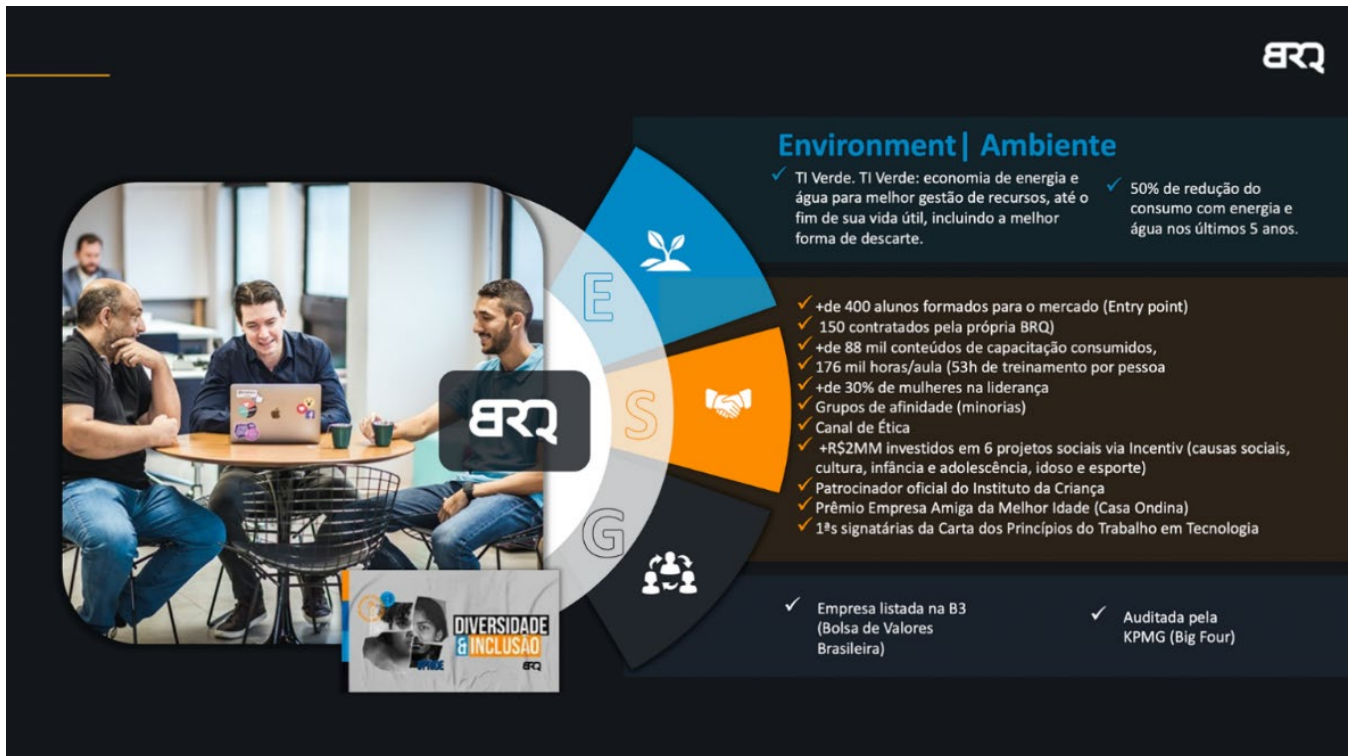 BRQ
Environment| Ambiente
TI Verde. TI Verde: economia de energia e
água para melhor gestão de recursos, até o
fim de sua vida útil, incluindo a melhor
forma de descarte.
50% de redução do
consumo com energia e
água nos últimos 5 anos.
E
S
G
BRQ
+de 400 alunos formados para o mercado (Entry point)
150 contratados pela própria BRQ)
+de 88 mil conteúdos de capacitação consumidos,
176 mil horas/aula (53h de treinamento por pessoa
+de 30% de mulheres na liderança
Grupos de afinidade (minorias)
Canal de Ética
+R$2MM investidos em 6 projetos sociais via Incentiv (causas sociais,
cultura, infância e adolescência, idoso e esporte)
Patrocinador oficial do Instituto da Criança
Prêmio Empresa Amiga da Melhor Idade (Casa Ondina)
1ªs signatárias da Carta dos Princípios do Trabalho em Tecnologia
Empresa listada na B3
(Bolsa de Valores
Brasileira)
Auditada pela
KPMG (Big Four)
DIVERSIDADE
& INCLUSÃO
BRQ